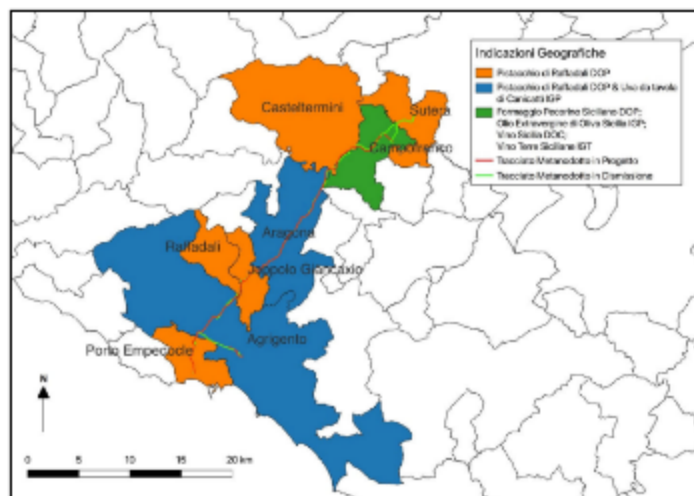 Indicazioni Geografiche
Pistacchio di Raffadali DOP
Pistacchio di Raffadali DOP & Uva da tavola
di Canicattì IGP
Formaggio Pecorino Siciliano DOP;
Olio Extravergine di Oliva Sicilia IGP;
Vino Sicilia DOC;
Vino Terre Siciliane IGT
Tracciato Metanodotto in Progetto
Tracciato Metanodotto in Dismissione
Casteltermini
Sutera
Campofranco
Aragona
Raffadali
Joppolo Giancaxio
Agrigento
Porto Empedocle
N
0 5 10 15 20 km